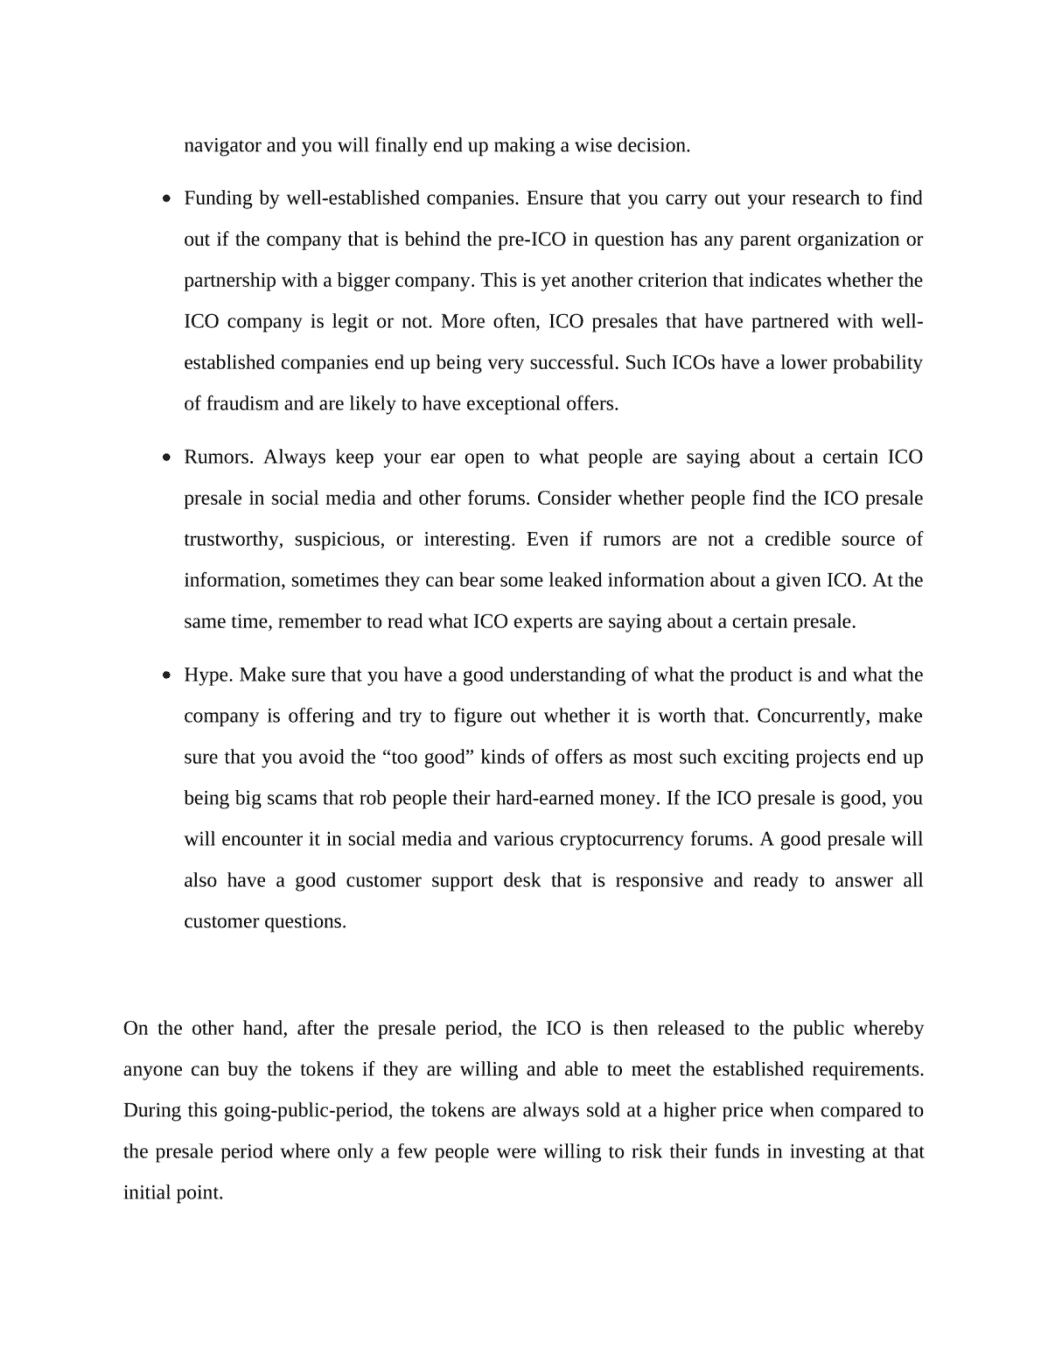 navigator and you will finally end up making a wise decision.
• Funding by well-established companies. Ensure that you carry out your research to find
out if the company that is behind the pre-ICO in question has any parent organization or
partnership with a bigger company. This is yet another criterion that indicates whether the
ICO company is legit or not. More often, ICO presales that have partnered with well-
established companies end up being very successful. Such ICOs have a lower probability
of fraudism and are likely to have exceptional offers.
• Rumors. Always keep your ear open to what people are saying about a certain ICO
presale in social media and other forums. Consider whether people find the ICO presale
trustworthy, suspicious, or interesting. Even if rumors are not a credible source of
information, sometimes they can bear some leaked information about a given ICO. At the
same time, remember to read what ICO experts are saying about a certain presale.
• Hype. Make sure that you have a good understanding of what the product is and what the
company is offering and try to figure out whether it is worth that. Concurrently, make
sure that you avoid the “too good” kinds of offers as most such exciting projects end up
being big scams that rob people their hard-earned money. If the ICO presale is good, you
will encounter it in social media and various cryptocurrency forums. A good presale will
also have a good customer support desk that is responsive and ready to answer all
customer questions.
On the other hand, after the presale period, the ICO is then released to the public whereby
anyone can buy the tokens if they are willing and able to meet the established requirements.
During this going-public-period, the tokens are always sold at a higher price when compared to
the presale period where only a few people were willing to risk their funds in investing at that
initial point.